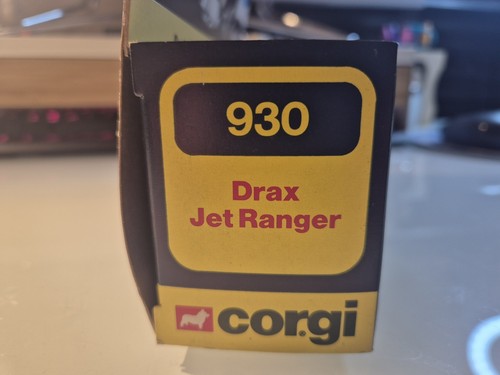 930
Drax
Jet Ranger
corgi